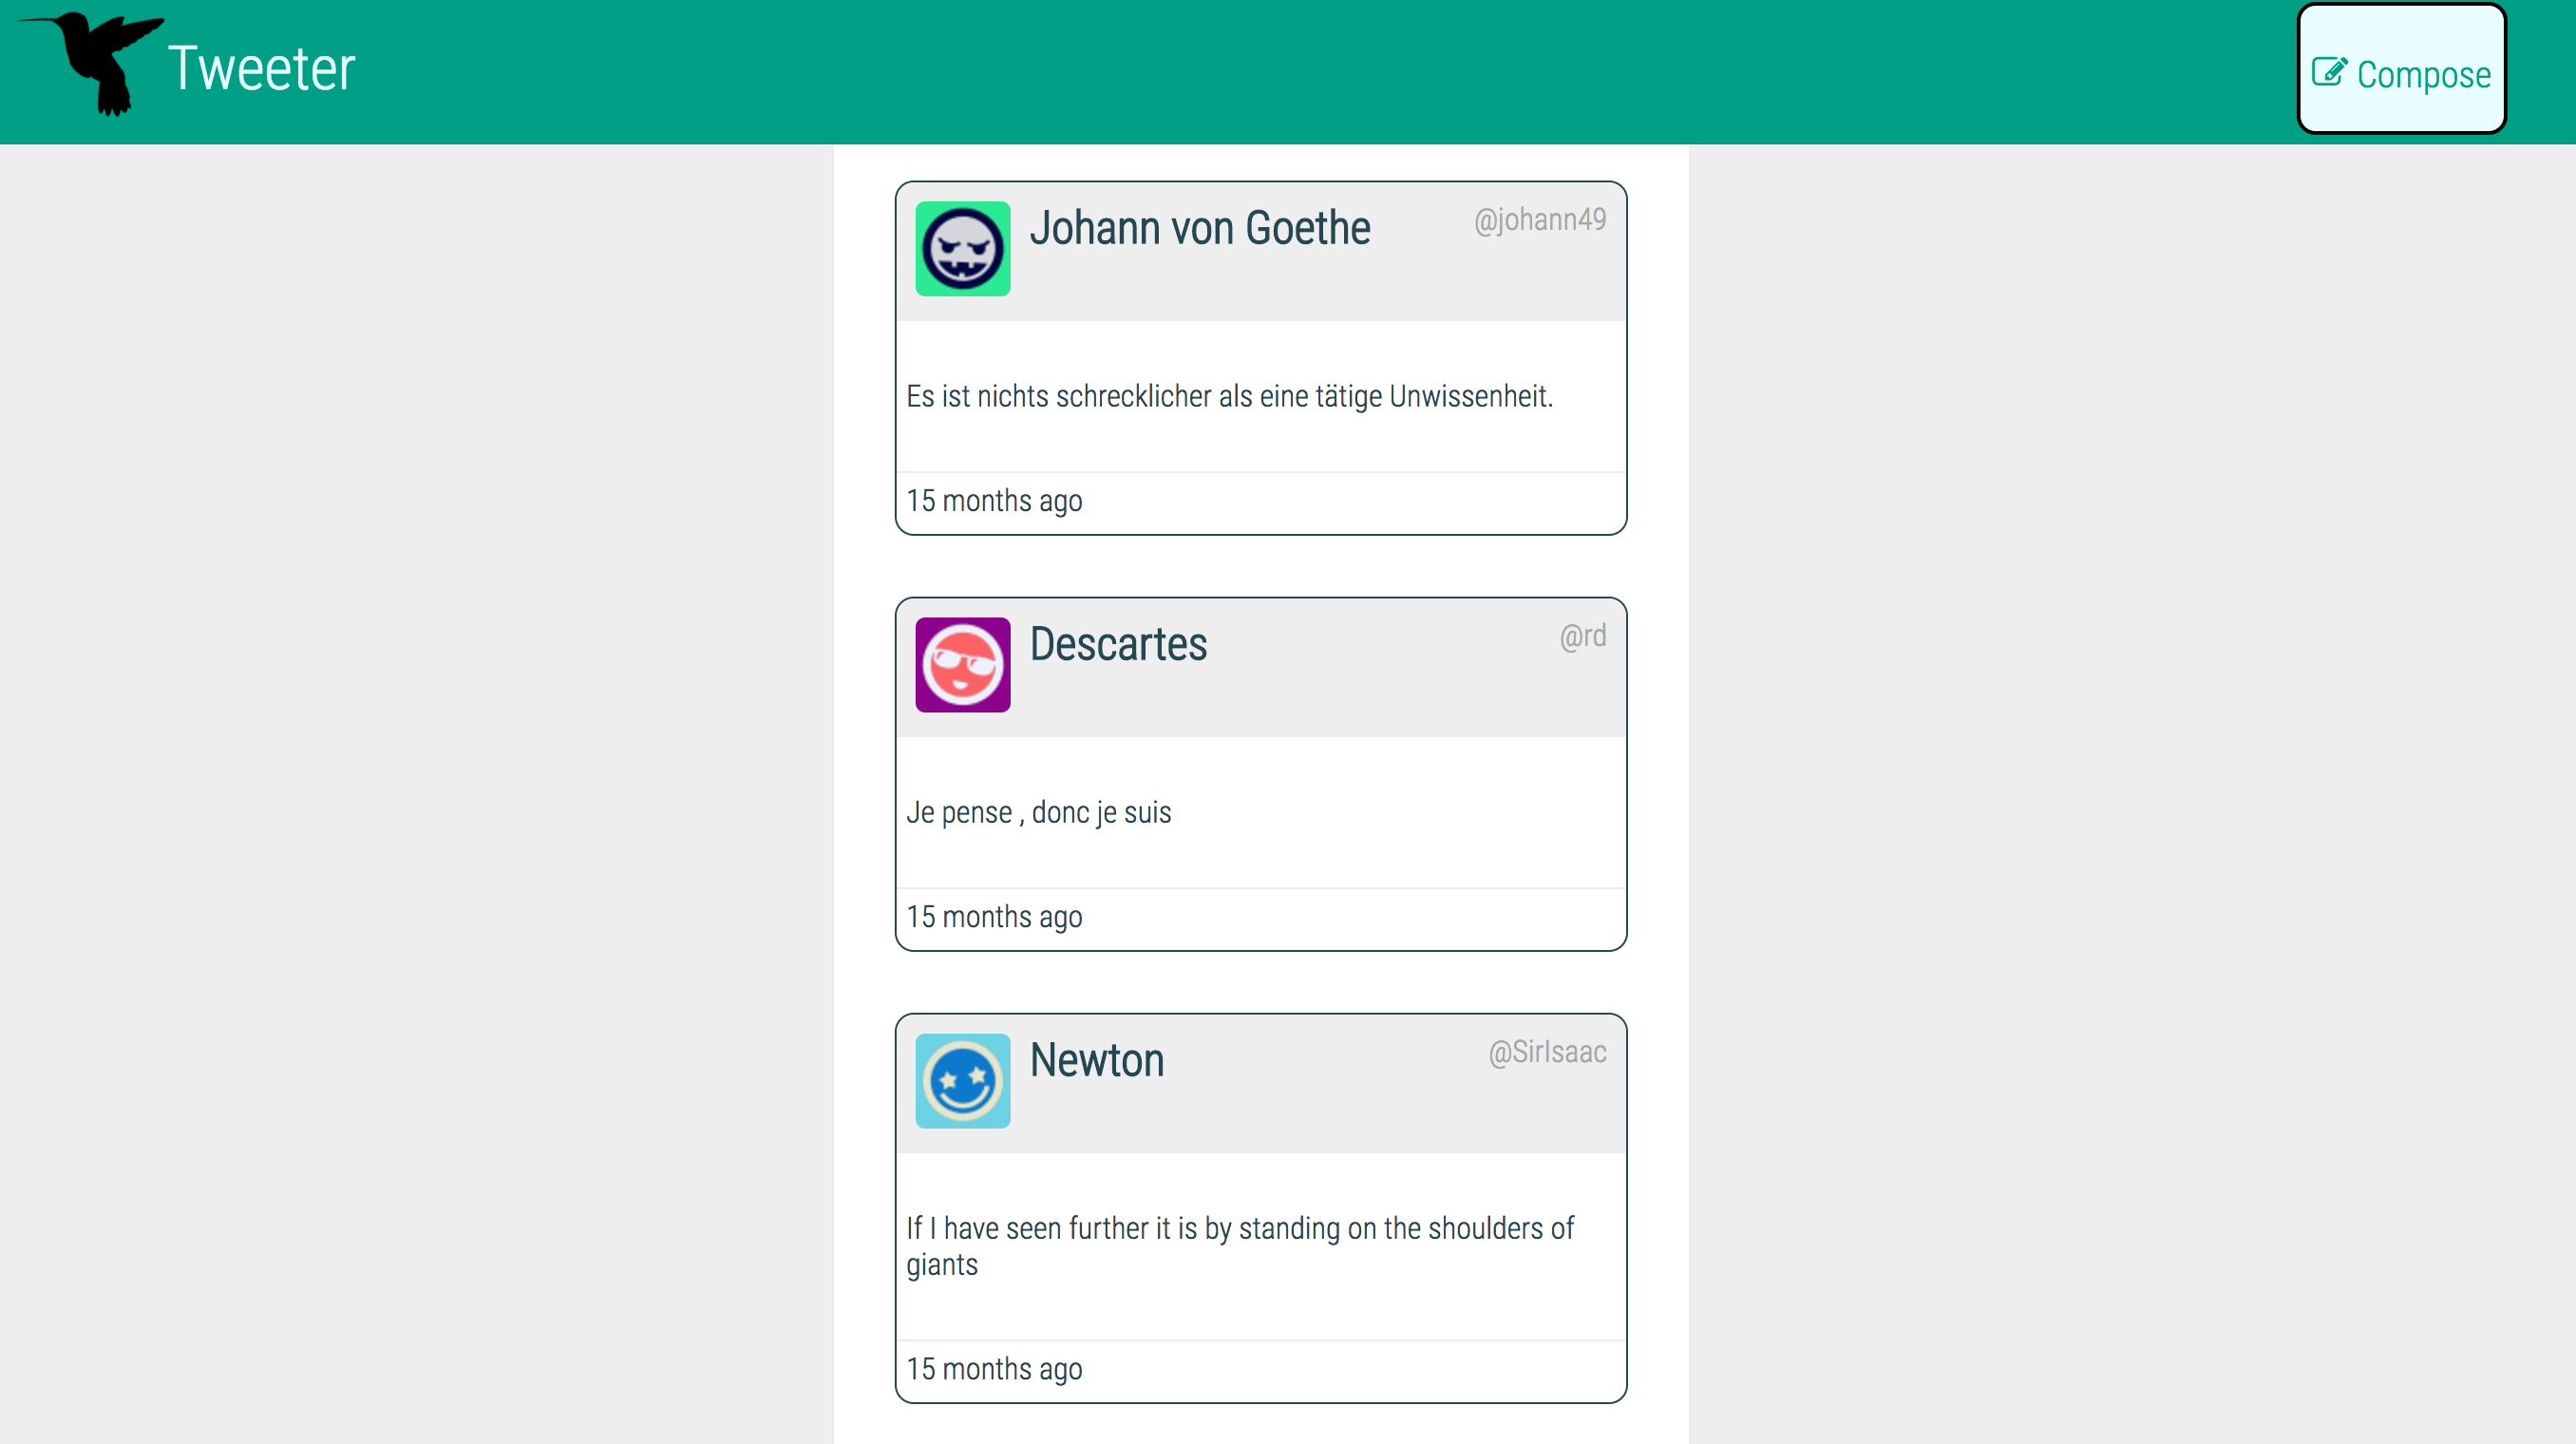 Tweeter
Compose
Johann von Goethe
@johann49
Es ist nichts schrecklicher als eine tätige Unwissenheit.
15 months ago
Descartes
@rd
Je pense , donc je suis
15 months ago
Newton
@SirIsaac
If I have seen further it is by standing on the shoulders of
giants
15 months ago